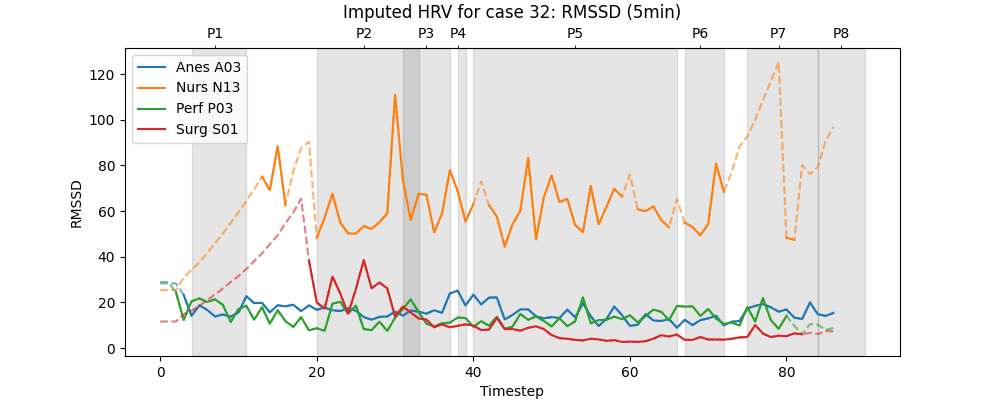 Imputed HRV for case 32: RMSSD (5min)
P1 P2 P3 P4 P5 P6 P7 P8
Anes A03
Nurs N13
Perf P03
Surg S01
120
100
80
60
40
20
0
RMSSD
0 20 40 60 80
Timestep